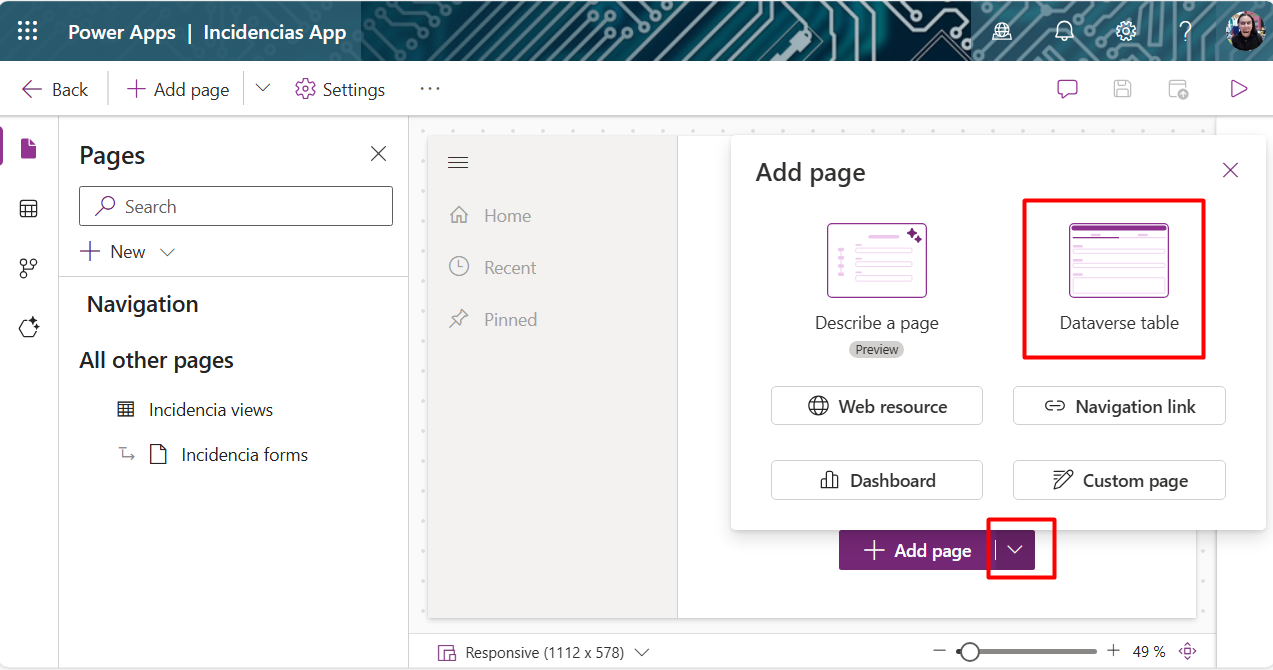 Power Apps | Incidencias App
?
Back
Add page
Settings
...
Pages
Search
New
Navigation
All other pages
Incidencia views
Incidencia forms
Home
Recent
Pinned
Add page
Describe a page
Preview
Dataverse table
Web resource
Navigation link
Dashboard
Custom page
Add page
Responsive (1112 x 578)
49 %